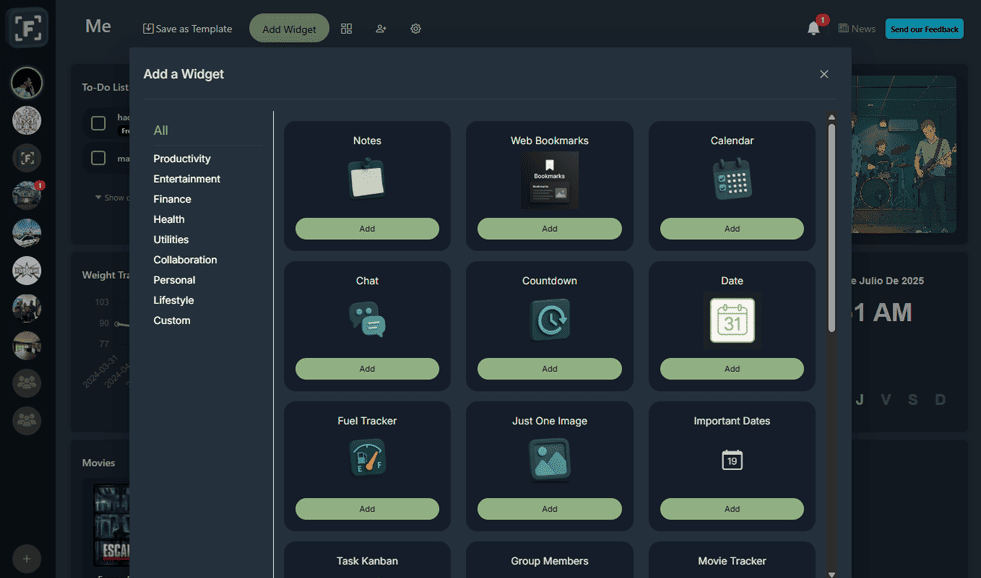 Me
Save as Template
Add Widget
1
News
Send our Feedback
Add a Widget
To-Do List
1
Show
Weight Tra
103
90
77
2024-03-31
2024-04-
Movies
ESCA
All
Productivity
Entertainment
Finance
Health
Utilities
Collaboration
Personal
Lifestyle
Custom
Notes
Add
Web Bookmarks
Bookmarks
Bookmarks
Add
Calendar
Add
Chat
Add
Countdown
Add
Date
31
Add
Fuel Tracker
E F
Add
Just One Image
Add
Important Dates
19
Add
Task Kanban
Group Members
Movie Tracker
e Julio De 2025
1 AM
J V S D